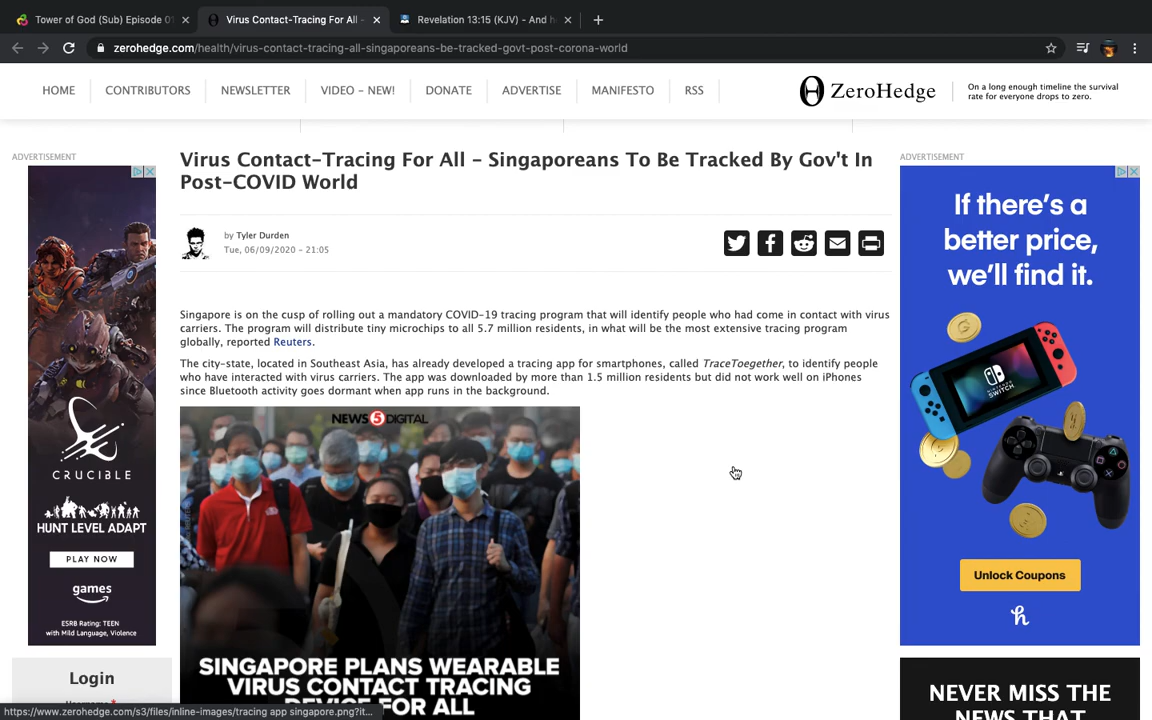 Tower of God (Sub) Episode 01
Virus Contact-Tracing For All -
Revelation 13:15 (KJV) - And h
zerohedge.com/health/virus-contact-tracing-all-singaporeans-be-tracked-govt-post-corona-world
HOME
CONTRIBUTORS
NEWSLETTER
VIDEO - NEW!
DONATE
ADVERTISE
MANIFESTO
RSS
ZeroHedge
On a long enough timeline the survival
rate for everyone drops to zero.
ADVERTISEMENT
CRUCIBLE
HUNT LEVEL ADAPT
PLAY NOW
games
ESRB Rating: TEEN
with Mild Language, Violence
Login
Virus Contact-Tracing For All - Singaporeans To Be Tracked By Gov't In
Post-COVID World
by Tyler Durden
Tue, 06/09/2020 - 21:05
Singapore is on the cusp of rolling out a mandatory COVID-19 tracing program that will identify people who had come in contact with virus
carriers. The program will distribute tiny microchips to all 5.7 million residents, in what will be the most extensive tracing program
globally, reported Reuters.
The city-state, located in Southeast Asia, has already developed a tracing app for smartphones, called TraceToegether, to identify people
who have interacted with virus carriers. The app was downloaded by more than 1.5 million residents but did not work well on iPhones
since Bluetooth activity goes dormant when app runs in the background.
NEWS5 DIGITAL
SINGAPORE PLANS WEARABLE
VIRUS CONTACT TRACING
DEVICE FOR ALL
ADVERTISEMENT
If there's a
better price,
we'll find it.
Unlock Coupons
h
NEVER MISS THE
NEWS THAT
https://www.zerohedge.com/s3/files/inline-images/tracing app singapore.png?it...